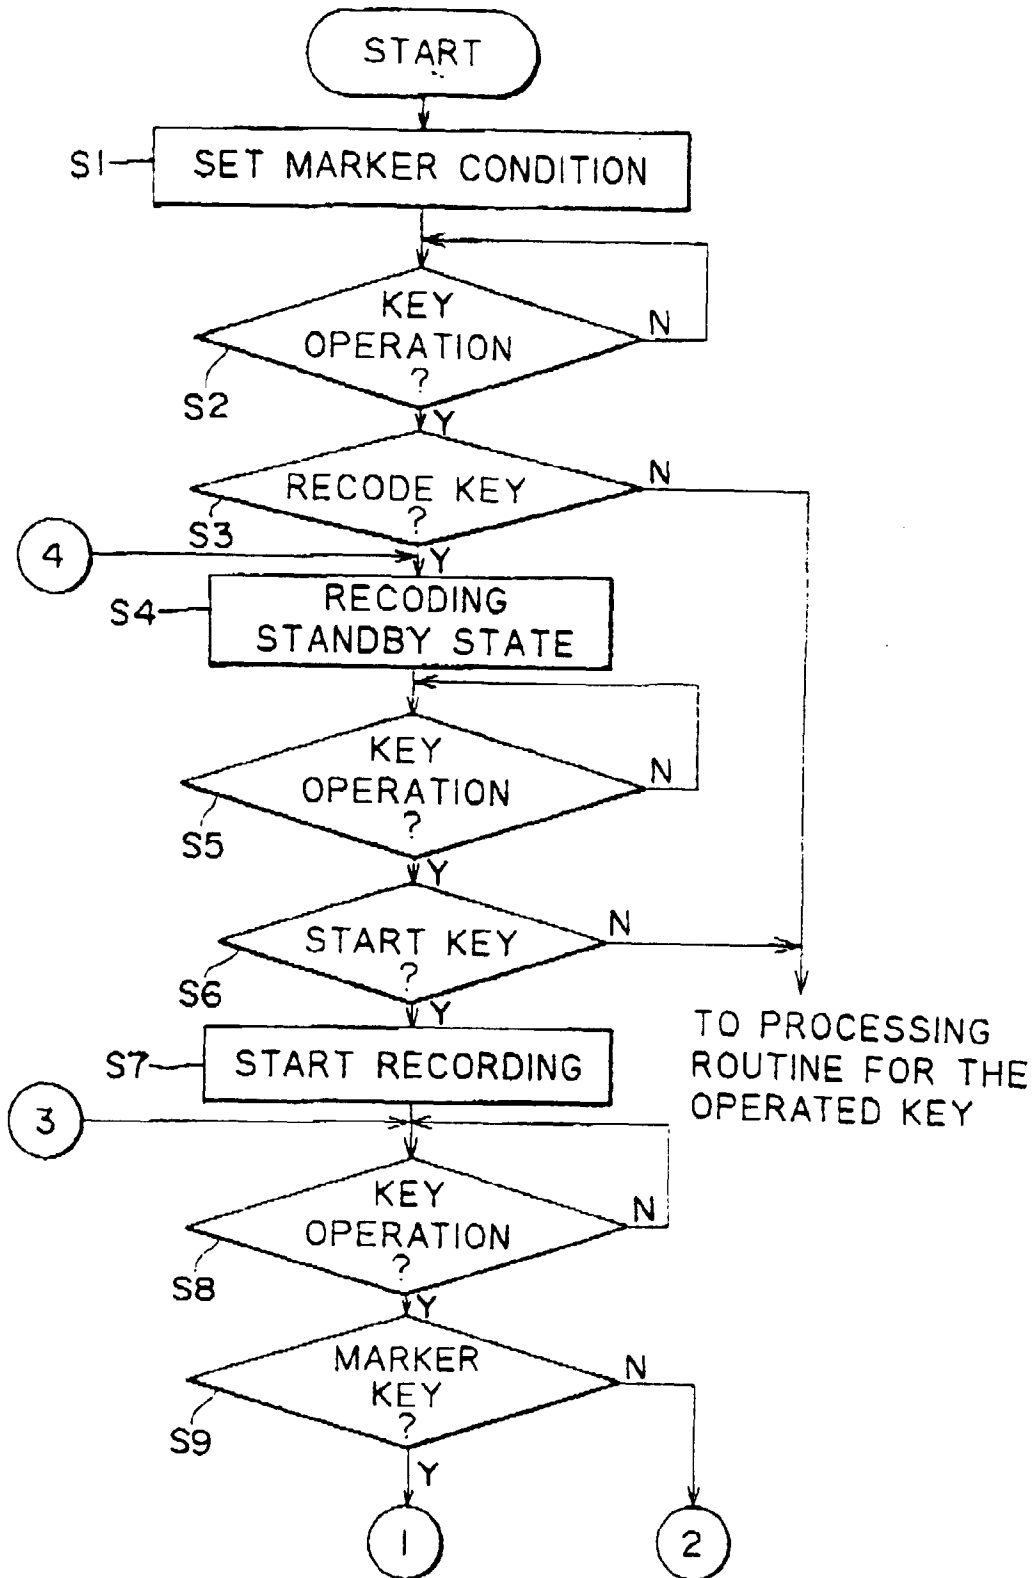 START
S1
SET MARKER CONDITION
KEY
OPERATION
?
N
S2
Y
RECODE KEY
?
N
S3
4
Y
S4
RECODING
STANDBY STATE
KEY
OPERATION
?
N
S5
Y
START KEY
?
N
S6
Y
TO PROCESSING
ROUTINE FOR THE
OPERATED KEY
S7
START RECORDING
3
KEY
OPERATION
?
N
S8
Y
MARKER
KEY
?
N
S9
Y
1
2